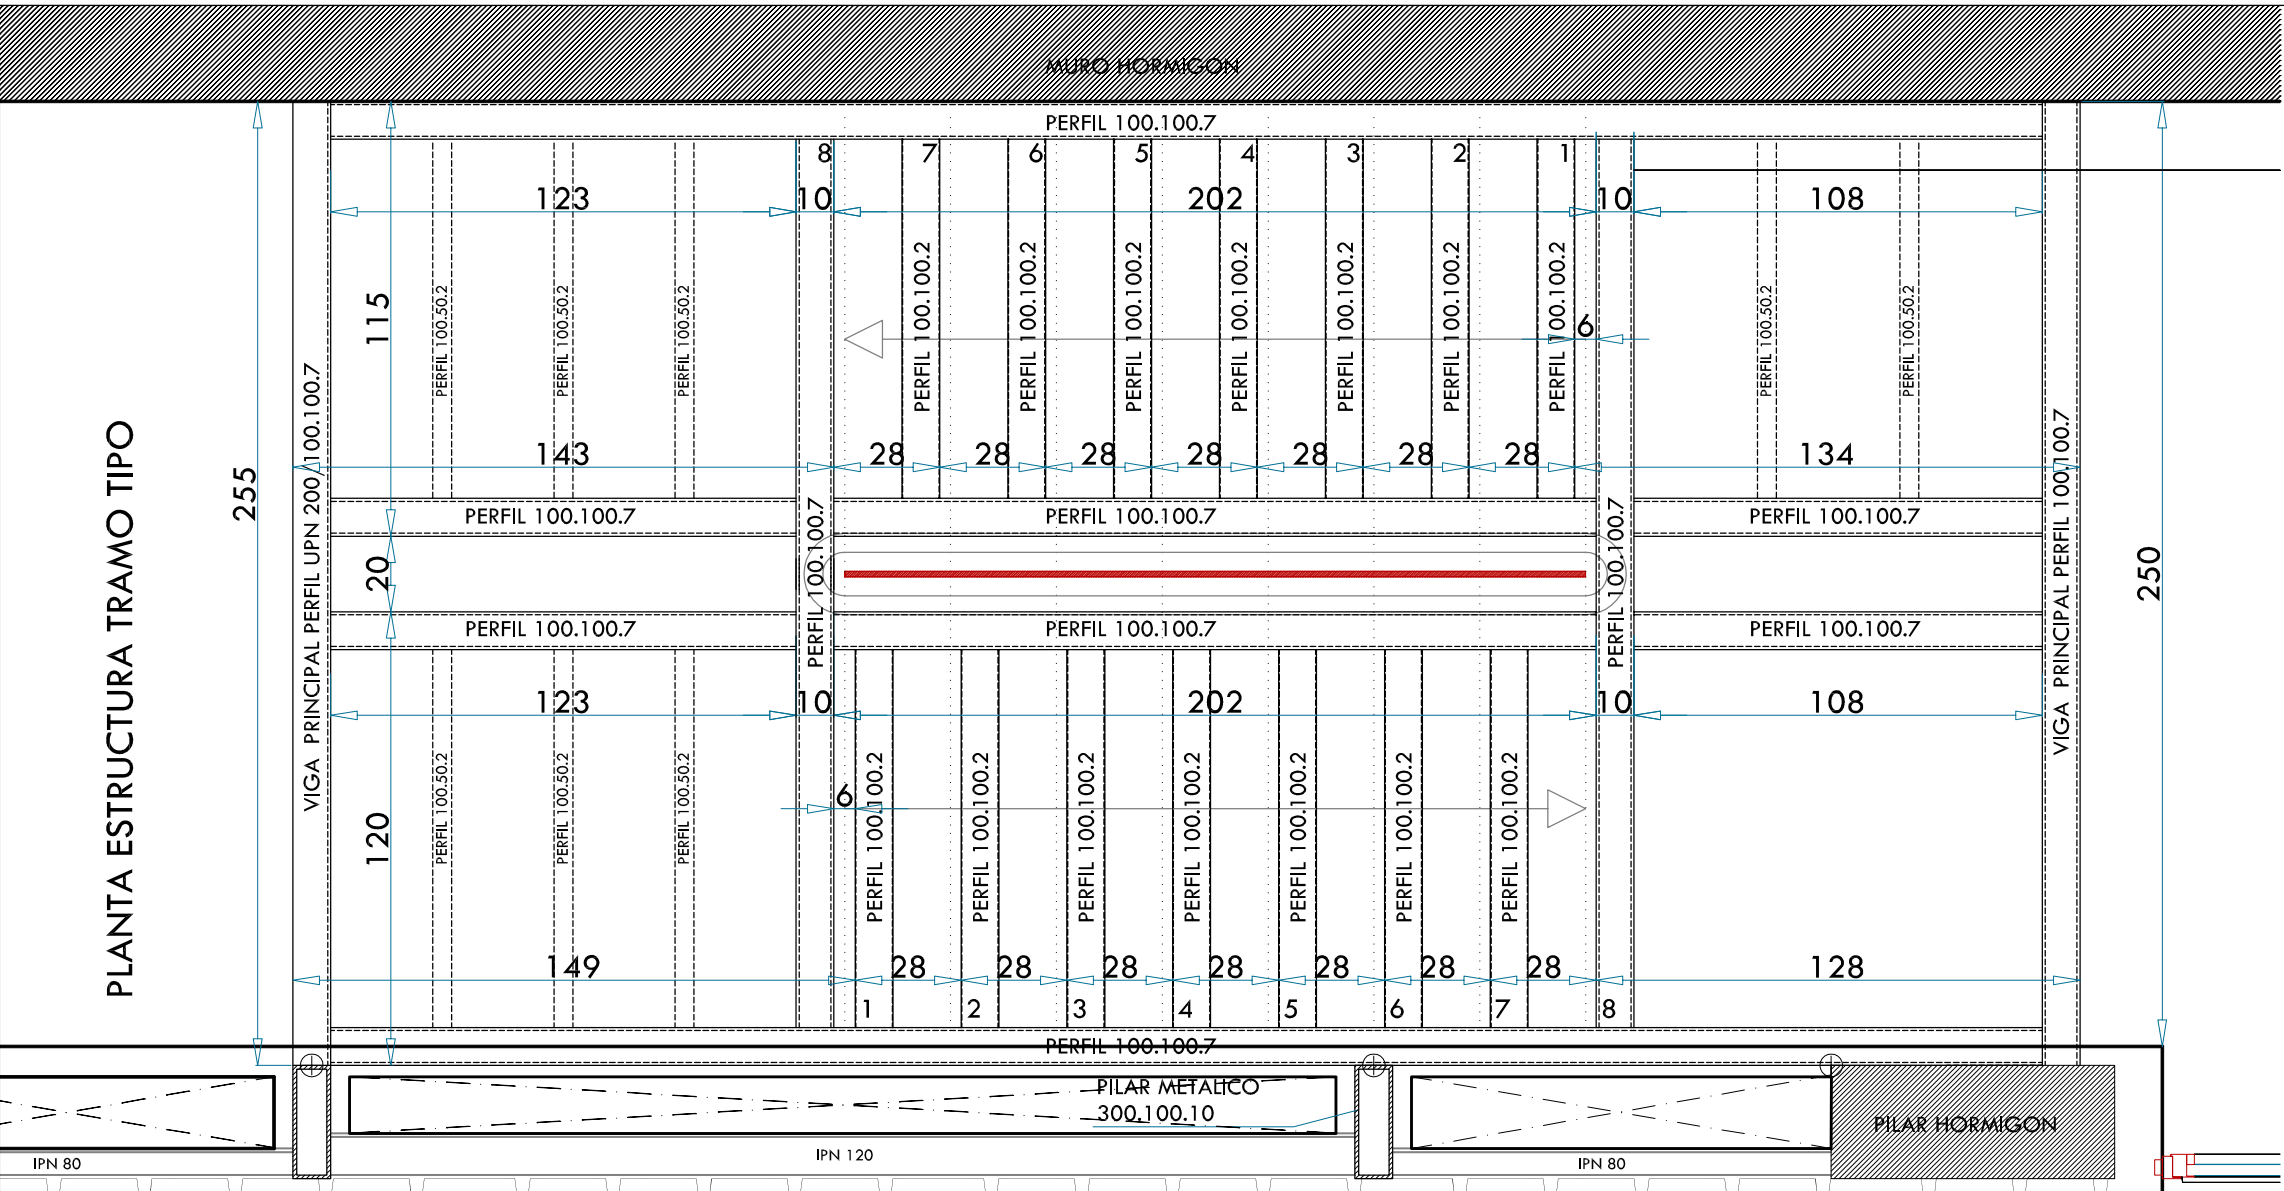 MURO HORMIGON
PERFIL 100.100.7
8 7 6 5 4 3 2 1
123 10 202 10 108
PERFIL 100.100.2
PERFIL 100.100.2
PERFIL 100.100.2
PERFIL 100.100.2
PERFIL 100.100.2
PERFIL 100.100.2
PERFIL 100.100.2
PERFIL 100.50.2
PERFIL 100.50.2
PERFIL 100.50.2
PERFIL 100.50.2
PERFIL 100.50.2
115
6
143 28 28 28 28 28 28 28 134
PLANTA ESTRUCTURA TRAMO TIPO
255
VIGA PRINCIPAL PERFIL UPN 200/100.100.7
PERFIL 100.100.7
PERFIL 100.100.7
PERFIL 100.100.7
20
PERFIL 100.100.7
PERFIL 100.100.7
VIGA PRINCIPAL PERFIL 100.100.7
250
PERFIL 100.100.7
PERFIL 100.100.7
PERFIL 100.100.7
123 10 202 10 108
PERFIL 100.50.2
PERFIL 100.50.2
PERFIL 100.50.2
120
6
PERFIL 100.100.2
PERFIL 100.100.2
PERFIL 100.100.2
PERFIL 100.100.2
PERFIL 100.100.2
PERFIL 100.100.2
PERFIL 100.100.2
149 28 28 28 28 28 28 28 128
1 2 3 4 5 6 7 8
PERFIL 100.100.7
PILAR METALICO
300.100.10
PILAR HORMIGON
IPN 80
IPN 120
IPN 80